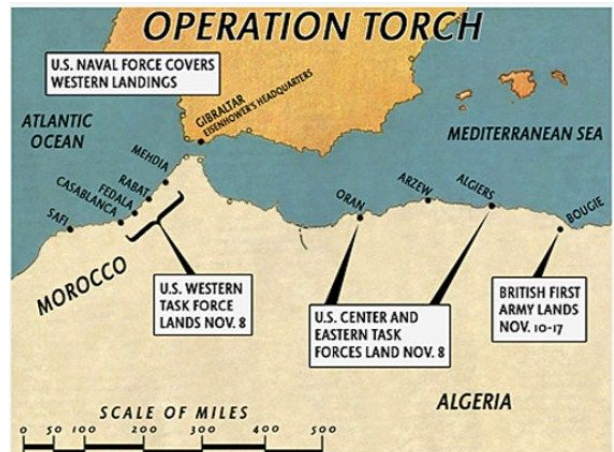 OPERATION TORCH
U.S. NAVAL FORCE COVERS
WESTERN LANDINGS
ATLANTIC
OCEAN
GIBRALTAR
EISENHOWER'S HEADQUARTERS
MEDITERRANEAN SEA
MEHDIA
RABAT
FEDALA
CASABLANCA
SAFI
ORAN
ARZEW
ALGIERS
BOUGIE
MOROCCO
U.S. WESTERN
TASK FORCE
LANDS NOV. 8
U.S. CENTER AND
EASTERN TASK
FORCES LAND NOV. 8
BRITISH FIRST
ARMY LANDS
NOV. 10-17
ALGERIA
SCALE OF MILES
0 50 100 200 300 400 500